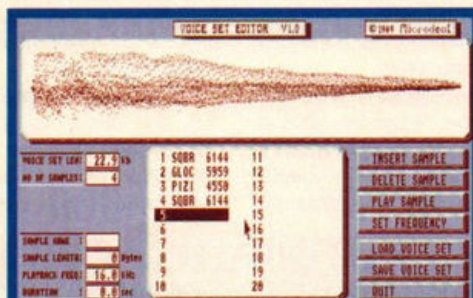 VOICE SET EDITOR V1.0
© 1989 Microdeal
VOICE SET LEN: 22.9 Kb
NO OF SAMPLES: 4
1 SQBR 6144 11
2 GLOC 5959 12
3 PIZI 4550 13
4 SQBR 6144 14
5 15
6 16
7 17
8 18
9 19
10 20
SAMPLE NAME :
SAMPLE LENGTH: 0 Bytes
PLAYBACK FREQ: 16.0 kHz
DURATION : 0.0 sec
INSERT SAMPLE
DELETE SAMPLE
PLAY SAMPLE
SET FREQUENCY
LOAD VOICE SET
SAVE VOICE SET
QUIT